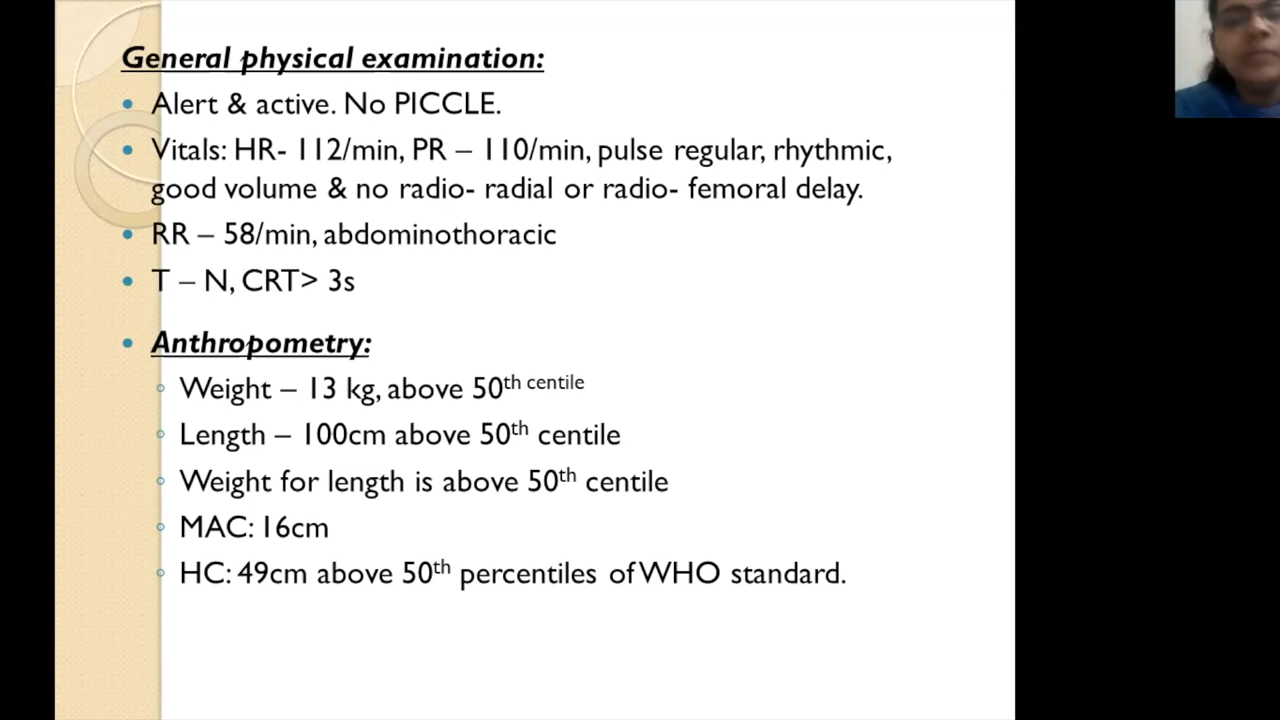 General physical examination:
• Alert & active. No PICCLE.
• Vitals: HR- 112/min, PR – 110/min, pulse regular, rhythmic,
good volume & no radio- radial or radio- femoral delay.
• RR – 58/min, abdominothoracic
• T – N, CRT> 3s
• Anthropometry:
◦ Weight – 13 kg, above 50th centile
◦ Length – 100cm above 50th centile
◦ Weight for length is above 50th centile
◦ MAC: 16cm
◦ HC: 49cm above 50th percentiles of WHO standard.